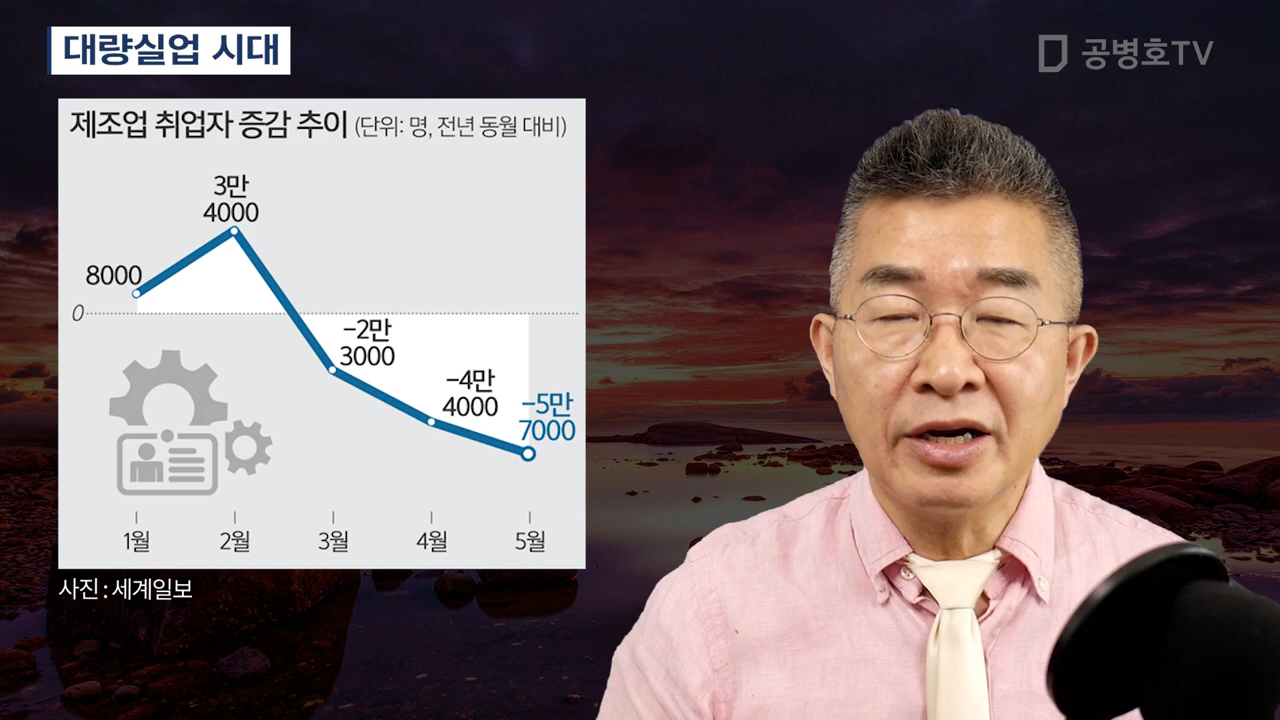 대량실업 시대
공병호TV
제조업 취업자 증감 추이 (단위: 명, 전년 동월 대비)
3만
4000
8000
0
-2만
3000
-4만
4000
-5만
7000
1월 2월 3월 4월 5월
사진 : 세계일보